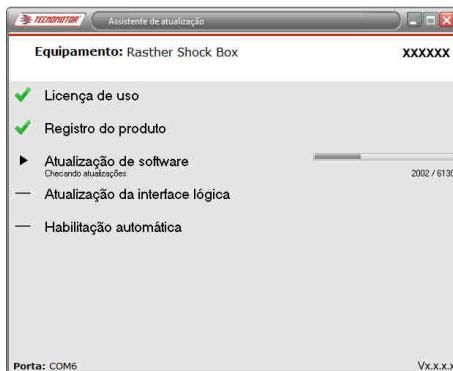 TECNOMOTOR Assistente de atualização
Equipamento: Rasther Shock Box XXXXXX
Licença de uso
Registro do produto
Atualização de software
Checando atualizações 2002 / 6130
Atualização da interface lógica
Habilitação automática
Porta: COM6 Vx.x.x.x